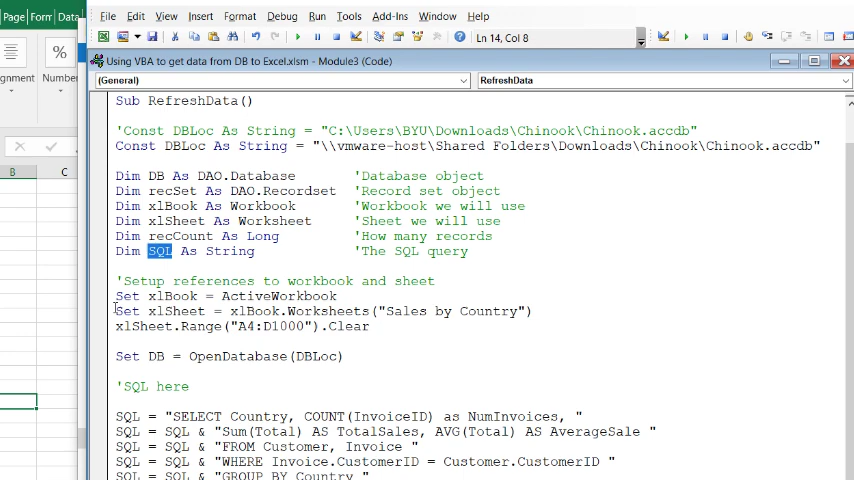 Page Form Data
File Edit View Insert Format Debug Run Tools Add-Ins Window Help
Ln 14, Col 8
gnment % Number
Using VBA to get data from DB to Excel.xlsm - Module3 (Code)
(General) RefreshData
B C
Sub RefreshData()
'Const DBLoc As String = "C:\Users\BYU\Downloads\Chinook\Chinook.accdb"
Const DBLoc As String = "\\vmware-host\Shared Folders\Downloads\Chinook\Chinook.accdb"
Dim DB As DAO.Database 'Database object
Dim recSet As DAO.Recordset 'Record set object
Dim xlBook As Workbook 'Workbook we will use
Dim xlSheet As Worksheet 'Sheet we will use
Dim recCount As Long 'How many records
Dim SQL As String 'The SQL query
'Setup references to workbook and sheet
Set xlBook = ActiveWorkbook
Set xlSheet = xlBook.Worksheets("Sales by Country")
xlSheet.Range("A4:D1000").Clear
Set DB = OpenDatabase(DBLoc)
'SQL here
SQL = "SELECT Country, COUNT(InvoiceID) as NumInvoices, "
SQL = SQL & "Sum(Total) AS TotalSales, AVG(Total) AS AverageSale "
SQL = SQL & "FROM Customer, Invoice "
SQL = SQL & "WHERE Invoice.CustomerID = Customer.CustomerID "
SQL = SQL & "GROUP BY Country "